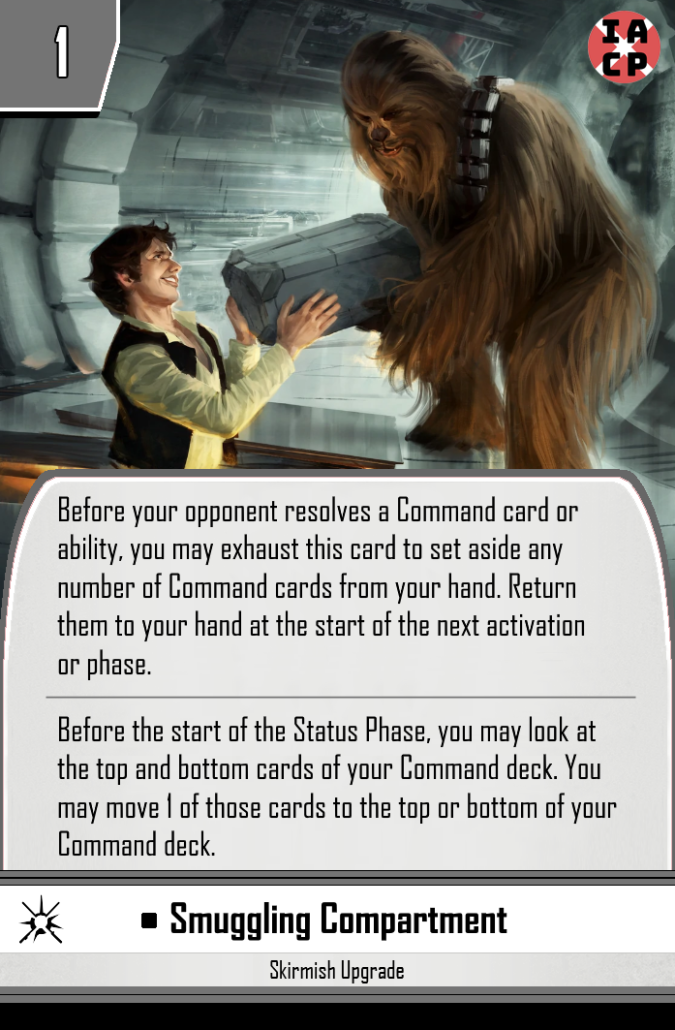 1
IA
CP
Before your opponent resolves a Command card or
ability, you may exhaust this card to set aside any
number of Command cards from your hand. Return
them to your hand at the start of the next activation
or phase.
Before the start of the Status Phase, you may look at
the top and bottom cards of your Command deck. You
may move 1 of those cards to the top or bottom of your
Command deck.
▪ Smuggling Compartment
Skirmish Upgrade